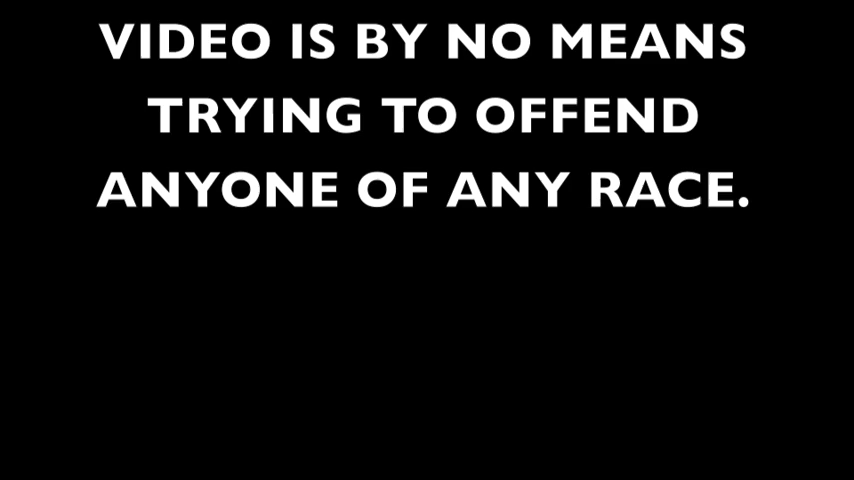 VIDEO IS BY NO MEANS
TRYING TO OFFEND
ANYONE OF ANY RACE.